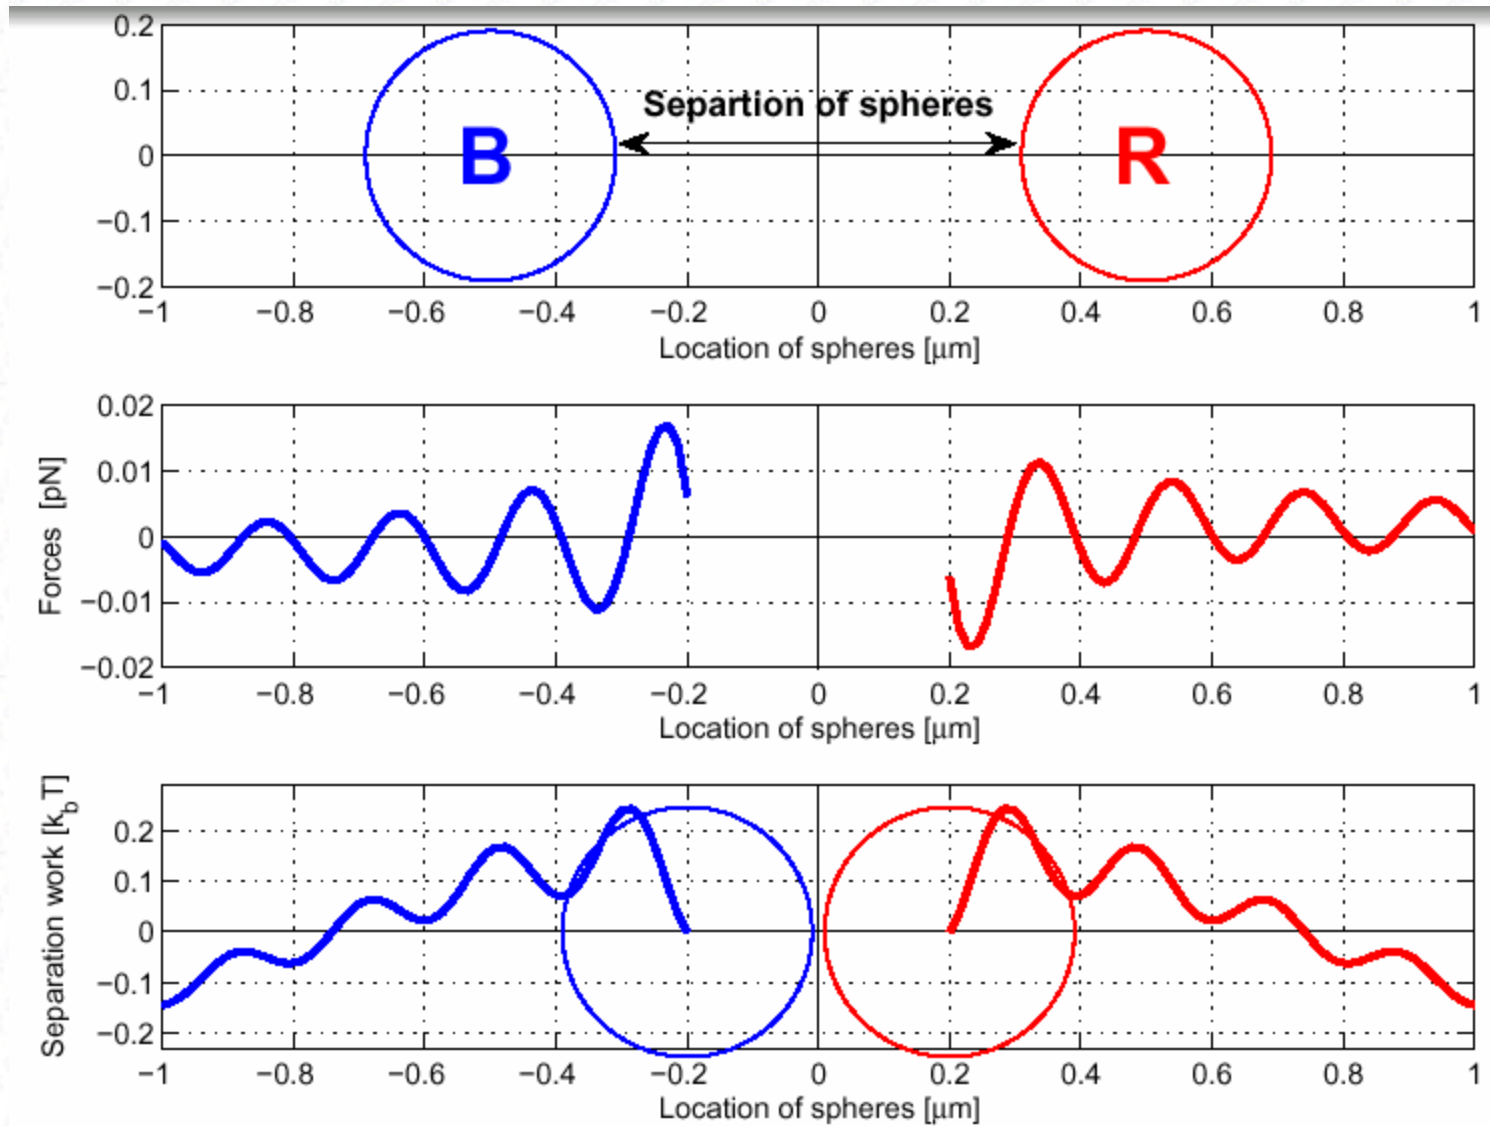 0.2
0.1
0
−0.1
−0.2
B
Separtion of spheres
R
−1 −0.8 −0.6 −0.4 −0.2 0 0.2 0.4 0.6 0.8 1
Location of spheres [μm]
Forces [pN]
0.02
0.01
0
−0.01
−0.02
−1 −0.8 −0.6 −0.4 −0.2 0 0.2 0.4 0.6 0.8 1
Location of spheres [μm]
Separation work [k_bT]
0.2
0.1
0
−0.1
−0.2
−1 −0.8 −0.6 −0.4 −0.2 0 0.2 0.4 0.6 0.8 1
Location of spheres [μm]